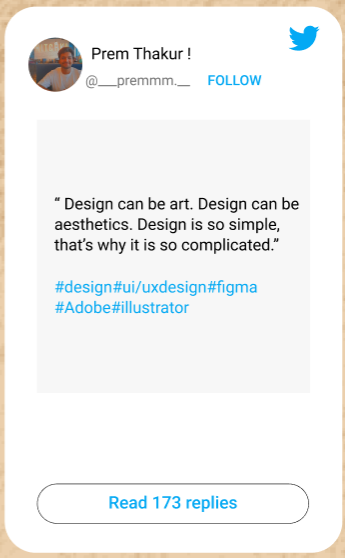 Prem Thakur !
@___premmm.__ FOLLOW
“ Design can be art. Design can be
aesthetics. Design is so simple,
that’s why it is so complicated.”
#design#ui/uxdesign#figma
#Adobe#illustrator
Read 173 replies